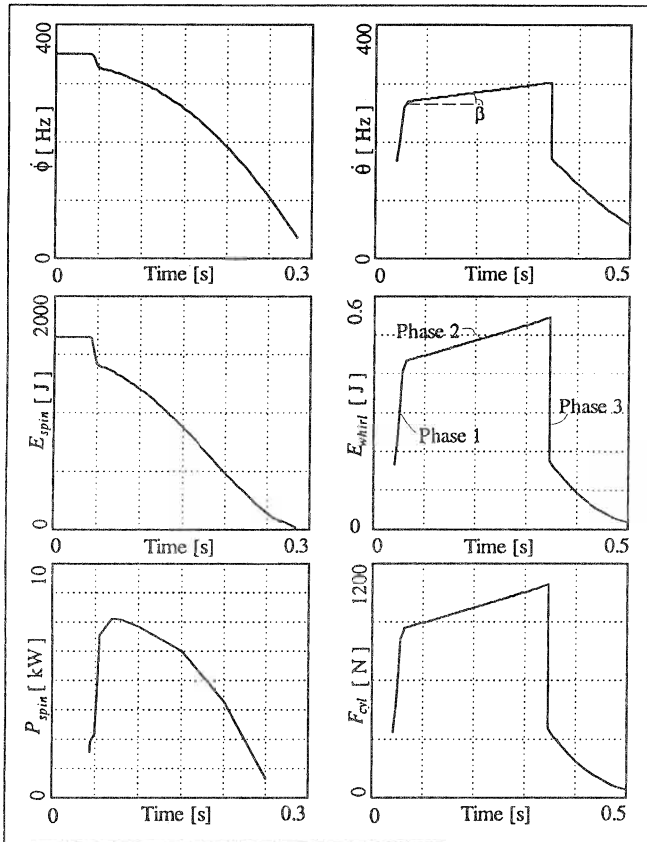 400
φ̇ [ Hz ]
0
0
Time [s]
0.3
400
θ̇ [ Hz ]
β
0
0
Time [s]
0.5
2000
E_spin [ J ]
0
0
Time [s]
0.3
0.6
E_whirl [ J ]
Phase 2
Phase 3
Phase 1
0
0
Time [s]
0.5
10
P_spin [ kW ]
0
0
Time [s]
0.3
1200
F_cyl [ N ]
0
0
Time [s]
0.5